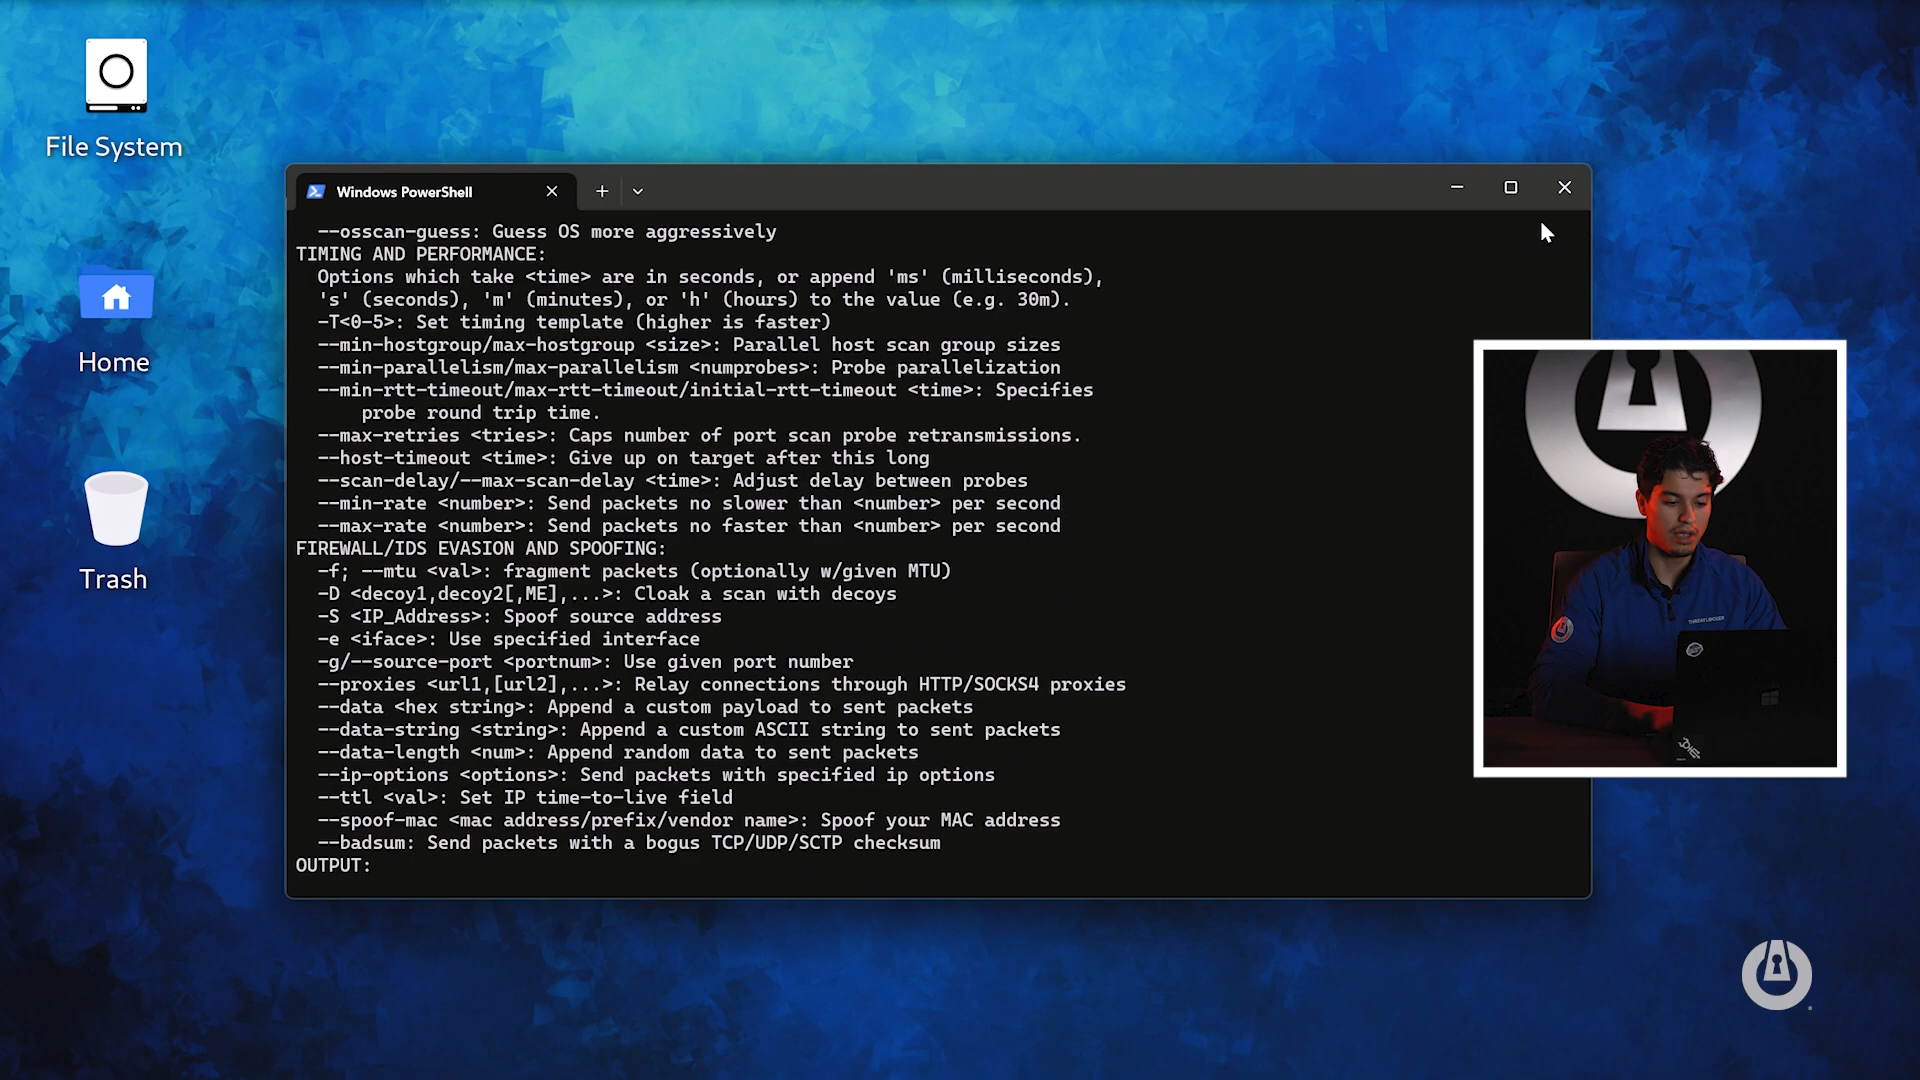 File System
Home
Trash
Windows PowerShell
--osscan-guess: Guess OS more aggressively
TIMING AND PERFORMANCE:
Options which take <time> are in seconds, or append 'ms' (milliseconds),
's' (seconds), 'm' (minutes), or 'h' (hours) to the value (e.g. 30m).
-T<0-5>: Set timing template (higher is faster)
--min-hostgroup/max-hostgroup <size>: Parallel host scan group sizes
--min-parallelism/max-parallelism <numprobes>: Probe parallelization
--min-rtt-timeout/max-rtt-timeout/initial-rtt-timeout <time>: Specifies
probe round trip time.
--max-retries <tries>: Caps number of port scan probe retransmissions.
--host-timeout <time>: Give up on target after this long
--scan-delay/--max-scan-delay <time>: Adjust delay between probes
--min-rate <number>: Send packets no slower than <number> per second
--max-rate <number>: Send packets no faster than <number> per second
FIREWALL/IDS EVASION AND SPOOFING:
-f; --mtu <val>: fragment packets (optionally w/given MTU)
-D <decoy1,decoy2[,ME],...>: Cloak a scan with decoys
-S <IP_Address>: Spoof source address
-e <iface>: Use specified interface
-g/--source-port <portnum>: Use given port number
--proxies <url1,[url2],...>: Relay connections through HTTP/SOCKS4 proxies
--data <hex string>: Append a custom payload to sent packets
--data-string <string>: Append a custom ASCII string to sent packets
--data-length <num>: Append random data to sent packets
--ip-options <options>: Send packets with specified ip options
--ttl <val>: Set IP time-to-live field
--spoof-mac <mac address/prefix/vendor name>: Spoof your MAC address
--badsum: Send packets with a bogus TCP/UDP/SCTP checksum
OUTPUT:
THREATLOCKER